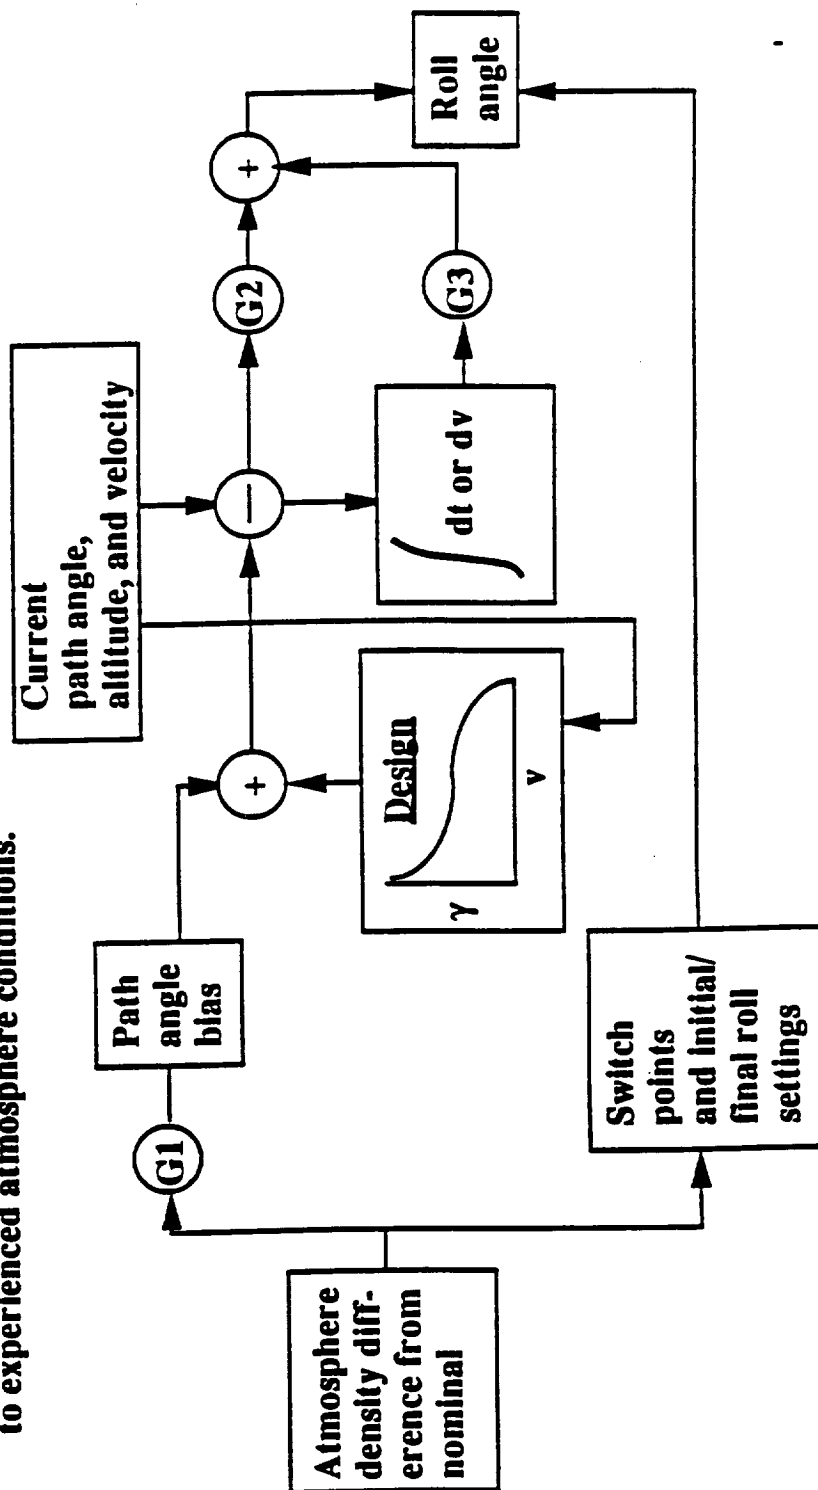 to experienced atmosphere conditions.
Atmosphere
density diff-
erence from
nominal
G1
Path
angle
bias
+
Design
γ
v
Current
path angle,
altitude, and velocity
−
dt or dv
G2
G3
+
Roll
angle
Switch
points
and initial/
final roll
settings